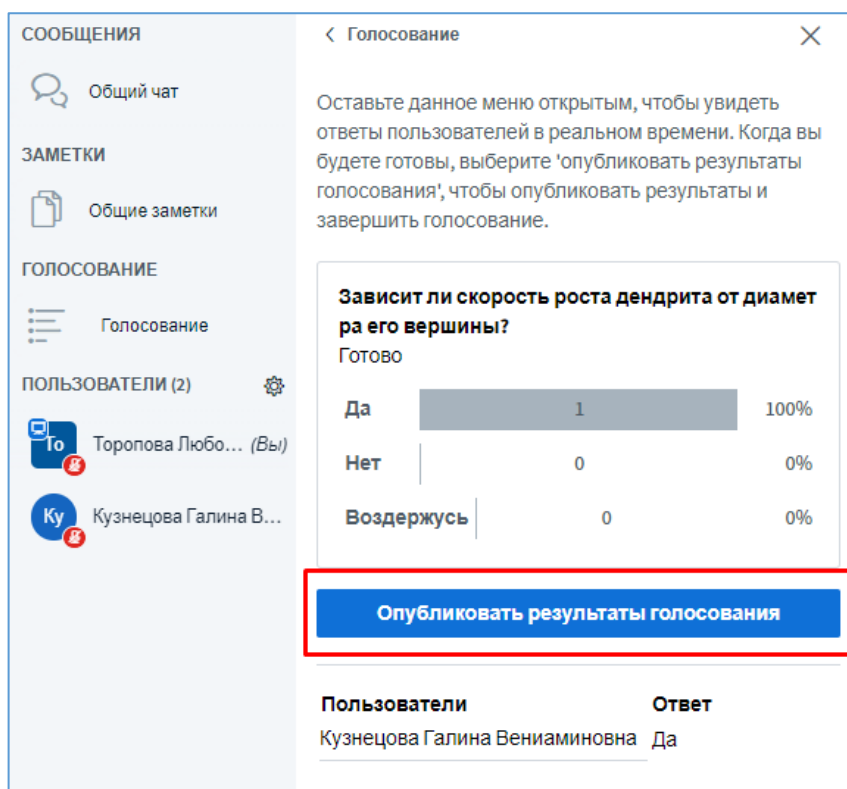 СООБЩЕНИЯ
Общий чат
ЗАМЕТКИ
Общие заметки
ГОЛОСОВАНИЕ
Голосование
ПОЛЬЗОВАТЕЛИ (2)
То Торопова Любо... (Вы)
Ку Кузнецова Галина В...
Голосование
Оставьте данное меню открытым, чтобы увидеть
ответы пользователей в реальном времени. Когда вы
будете готовы, выберите 'опубликовать результаты
голосования', чтобы опубликовать результаты и
завершить голосование.
Зависит ли скорость роста дендрита от диамет
ра его вершины?
Готово
Да 1 100%
Нет 0 0%
Воздержусь 0 0%
Опубликовать результаты голосования
Пользователи Ответ
Кузнецова Галина Вениаминовна Да